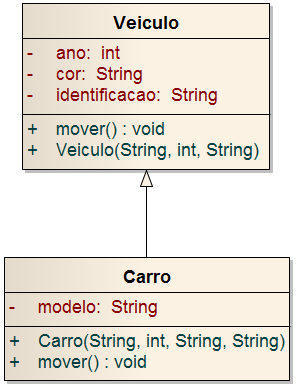 Veiculo
- ano: int
- cor: String
- identificacao: String
+ mover() : void
+ Veiculo(String, int, String)
Carro
- modelo: String
+ Carro(String, int, String, String)
+ mover() : void